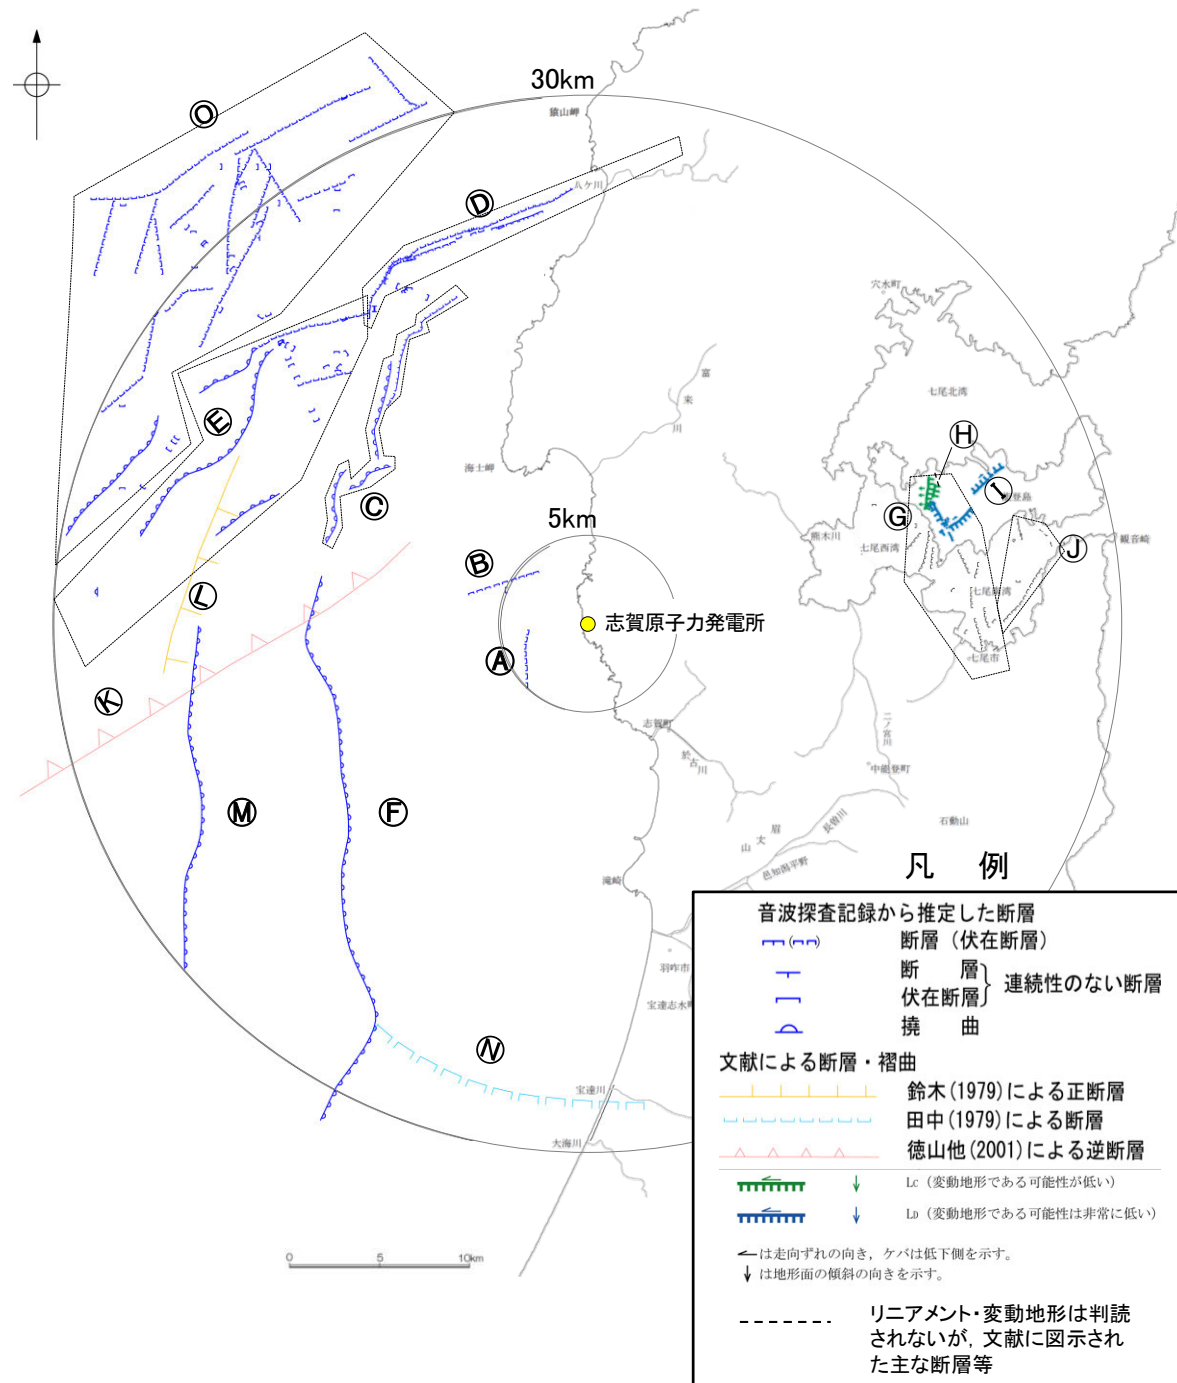 30km
猿山岬
O
八ケ川
D
穴水町
富
来
川
七尾北湾
E
H
海士岬
I
能登島
C
G
5km
熊木川
七尾西湾
J
観音崎
B
L
七尾南湾
志賀原子力発電所
A
七尾市
K
志賀町
於
古
川
二
ノ
宮
川
中能登町
M
F
眉
丈
山
長曽川
石動山
邑知潟平野
滝崎
羽咋市
宝達志水町
N
宝達川
大海川
0 5 10km
凡 例
音波探査記録から推定した断層
断層（伏在断層）
断 層
伏在断層
連続性のない断層
撓 曲
文献による断層・褶曲
鈴木(1979)による正断層
田中(1979)による断層
徳山他(2001)による逆断層
LC（変動地形である可能性が低い）
LD（変動地形である可能性は非常に低い）
は走向ずれの向き，ケバは低下側を示す。
は地形面の傾斜の向きを示す。
リニアメント・変動地形は判読
されないが，文献に図示され
た主な断層等